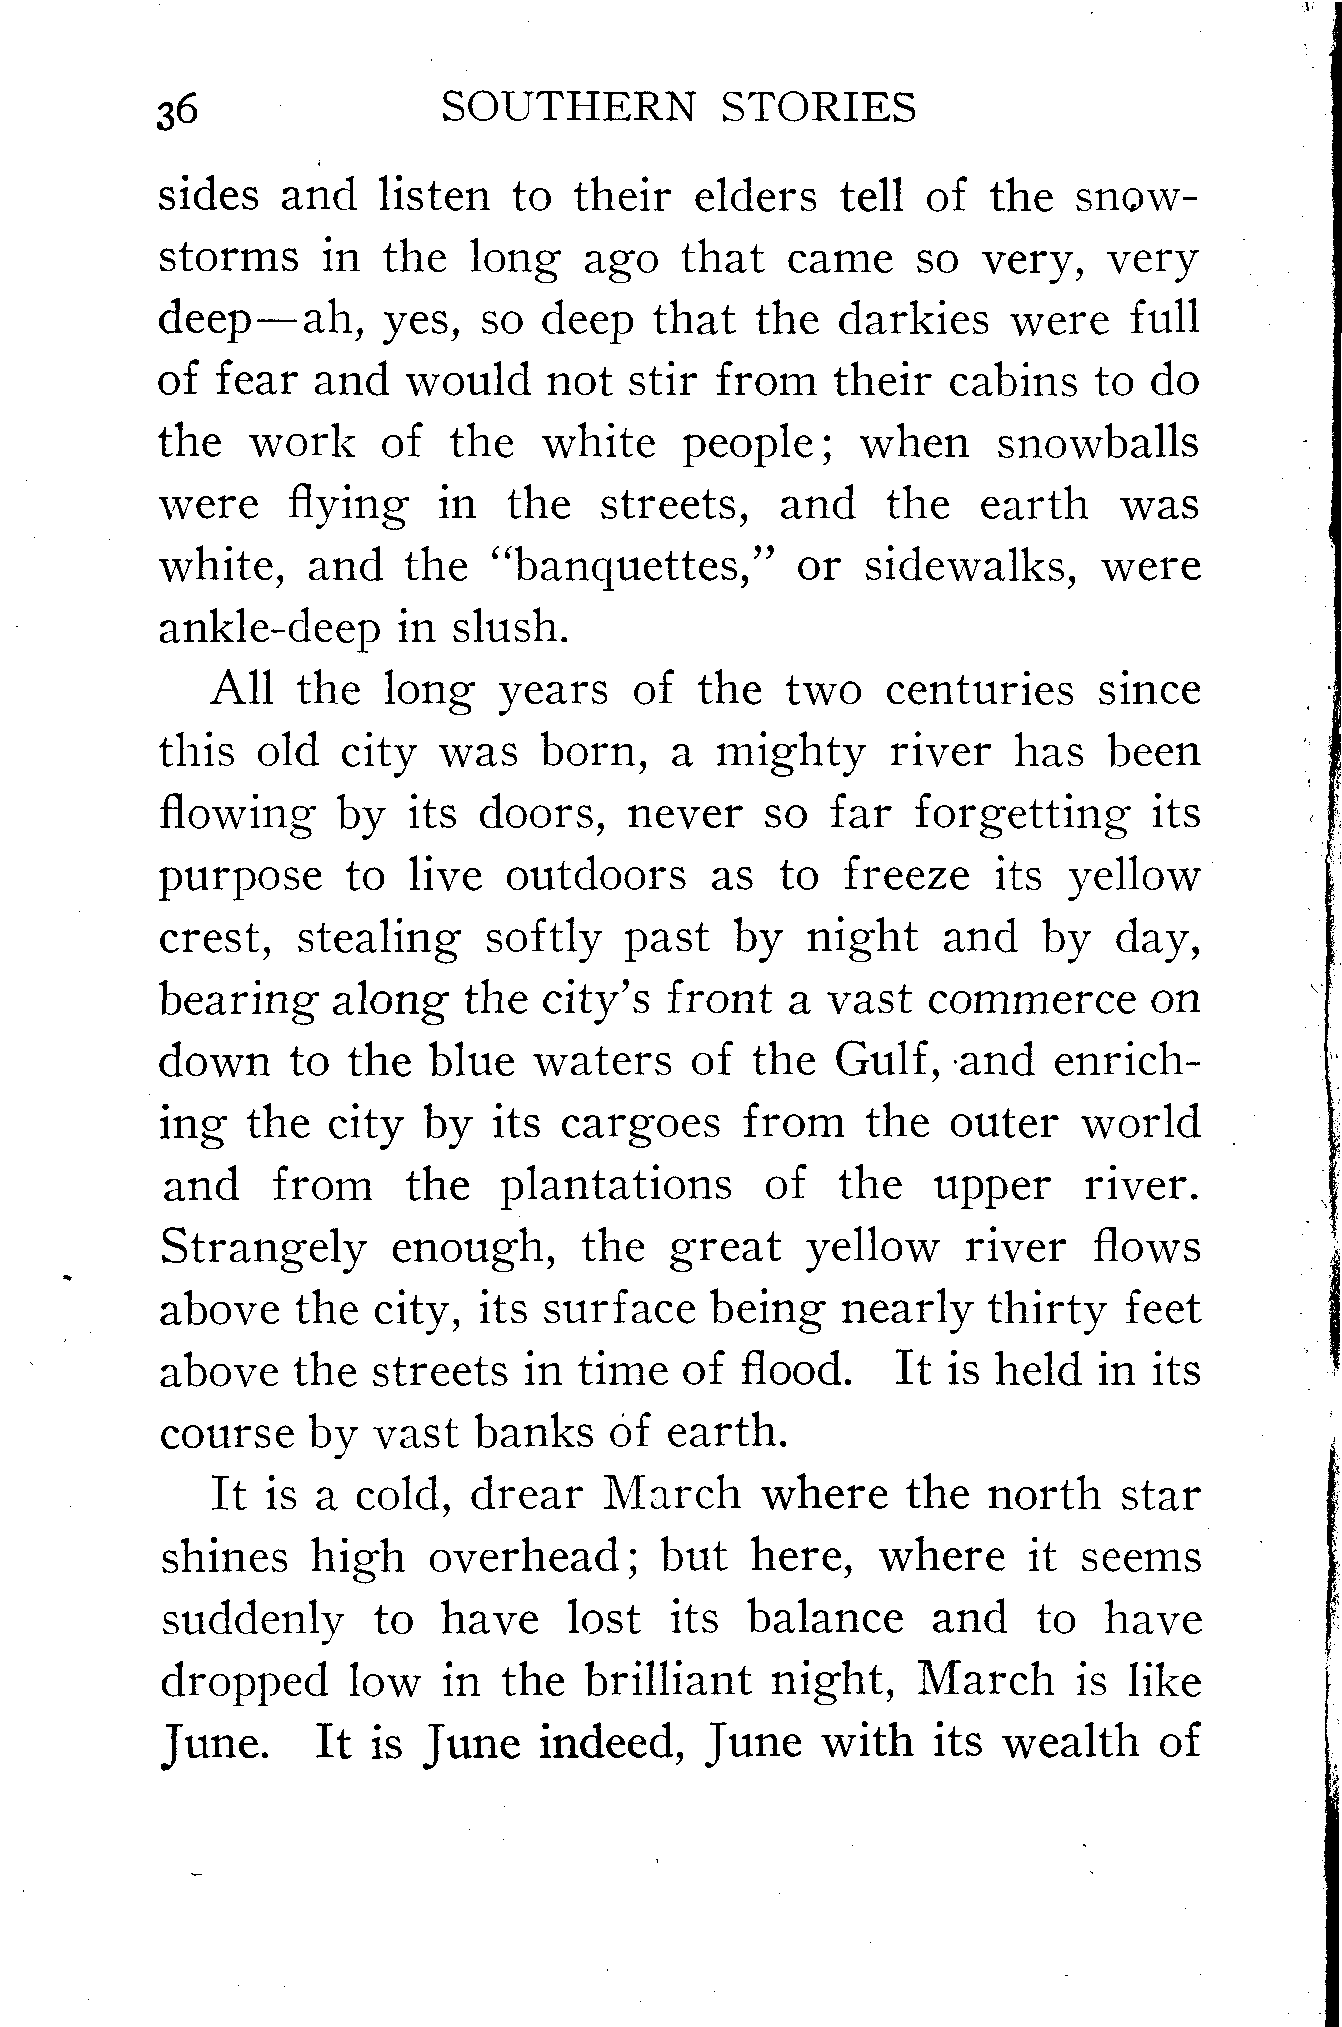 36 SOUTHERN STORIES
sides and listen to their elders tell of the snow-
storms in the long ago that came so very, very
deep—ah, yes, so deep that the darkies were full
of fear and would not stir from their cabins to do
the work of the white people; when snowballs
were flying in the streets, and the earth was
white, and the “banquettes,” or sidewalks, were
ankle-deep in slush.
All the long years of the two centuries since
this old city was born, a mighty river has been
flowing by its doors, never so far forgetting its
purpose to live outdoors as to freeze its yellow
crest, stealing softly past by night and by day,
bearing along the city’s front a vast commerce on
down to the blue waters of the Gulf, and enrich-
ing the city by its cargoes from the outer world
and from the plantations of the upper river.
Strangely enough, the great yellow river flows
above the city, its surface being nearly thirty feet
above the streets in time of flood. It is held in its
course by vast banks of earth.
It is a cold, drear March where the north star
shines high overhead; but here, where it seems
suddenly to have lost its balance and to have
dropped low in the brilliant night, March is like
June. It is June indeed, June with its wealth of